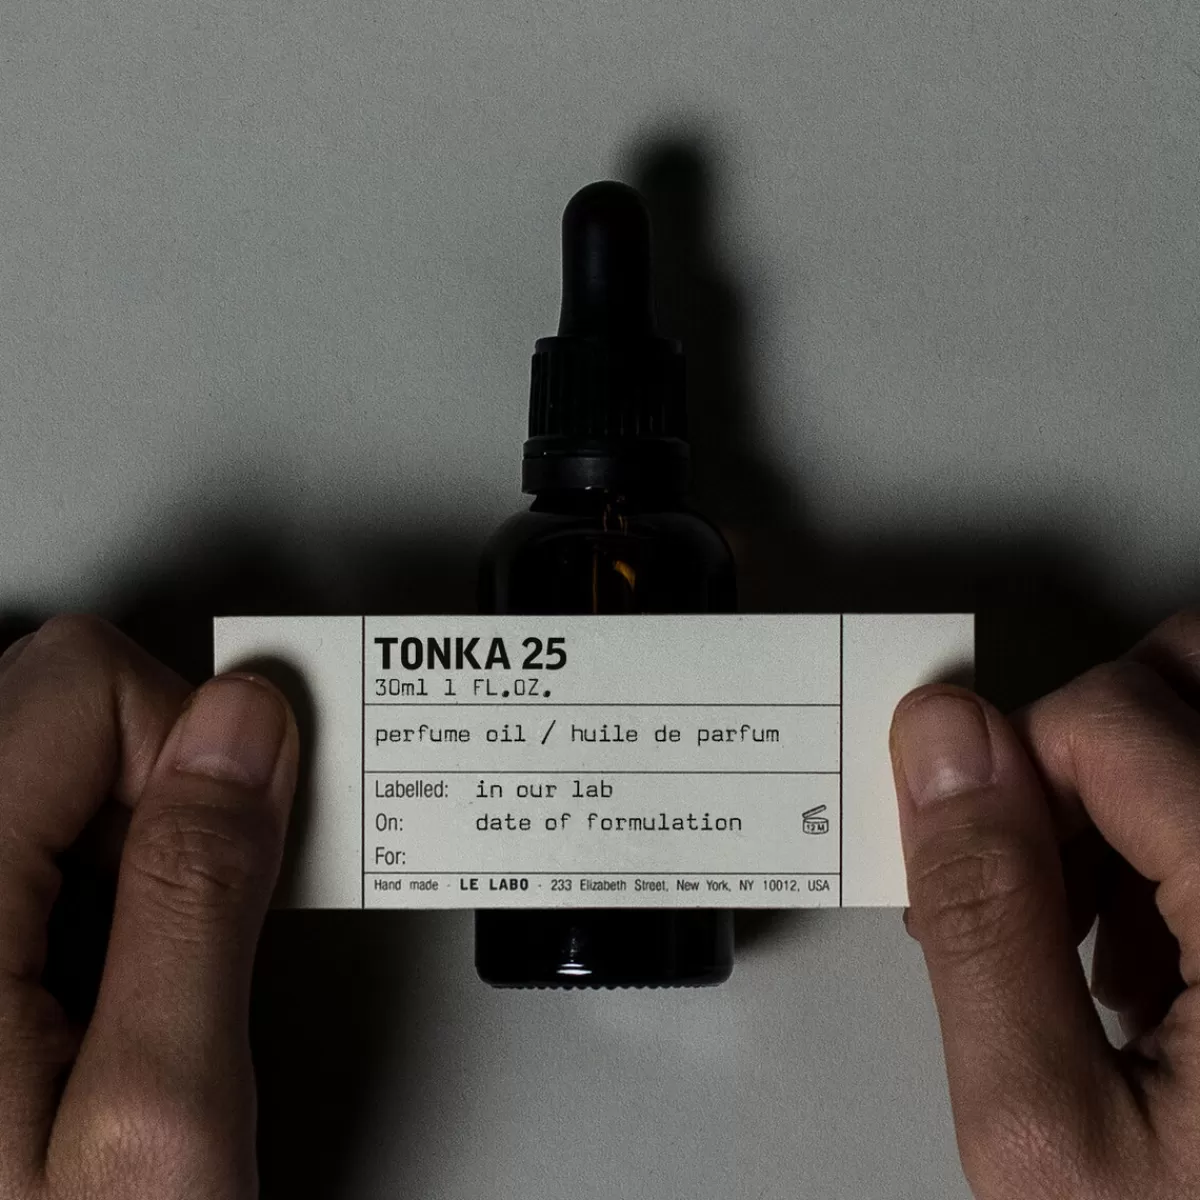 TONKA 25
30ml 1 FL.OZ.
perfume oil / huile de parfum
Labelled: in our lab
On: date of formulation
12M
For:
Hand made - LE LABO - 233 Elizabeth Street, New York, NY 10012, USA